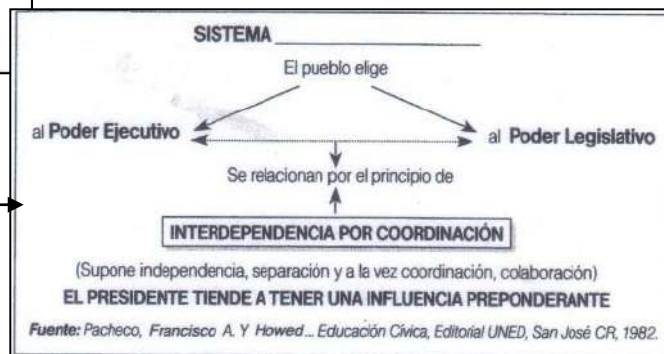 SISTEMA ________________
El pueblo elige
al Poder Ejecutivo al Poder Legislativo
Se relacionan por el principio de
INTERDEPENDENCIA POR COORDINACIÓN
(Supone independencia, separación y a la vez coordinación, colaboración)
EL PRESIDENTE TIENDE A TENER UNA INFLUENCIA PREPONDERANTE
Fuente: Pacheco, Francisco A. Y Howed... Educación Cívica, Editorial UNED, San José CR, 1982.